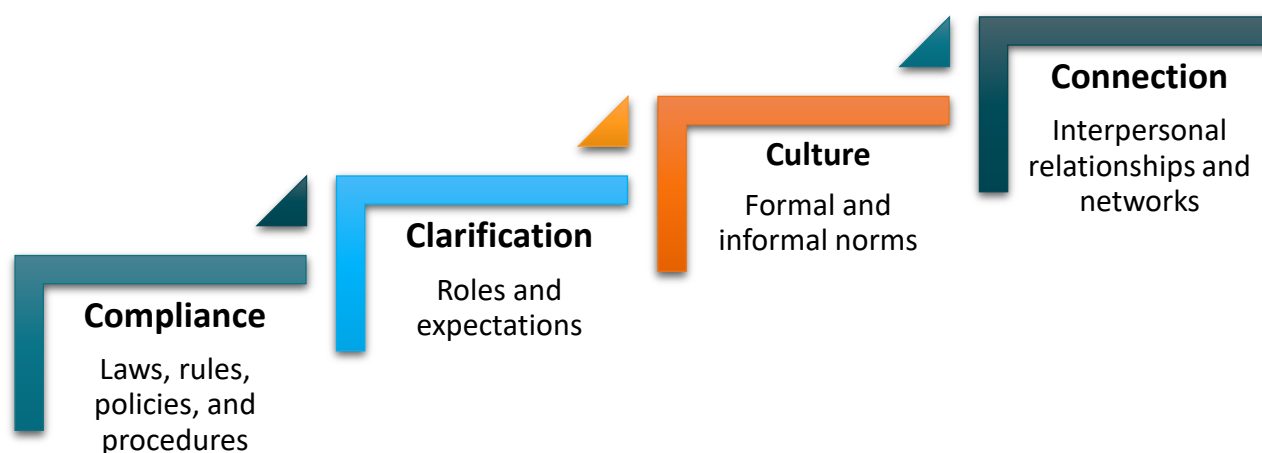 Compliance
Laws, rules,
policies, and
procedures
Clarification
Roles and
expectations
Culture
Formal and
informal norms
Connection
Interpersonal
relationships and
networks